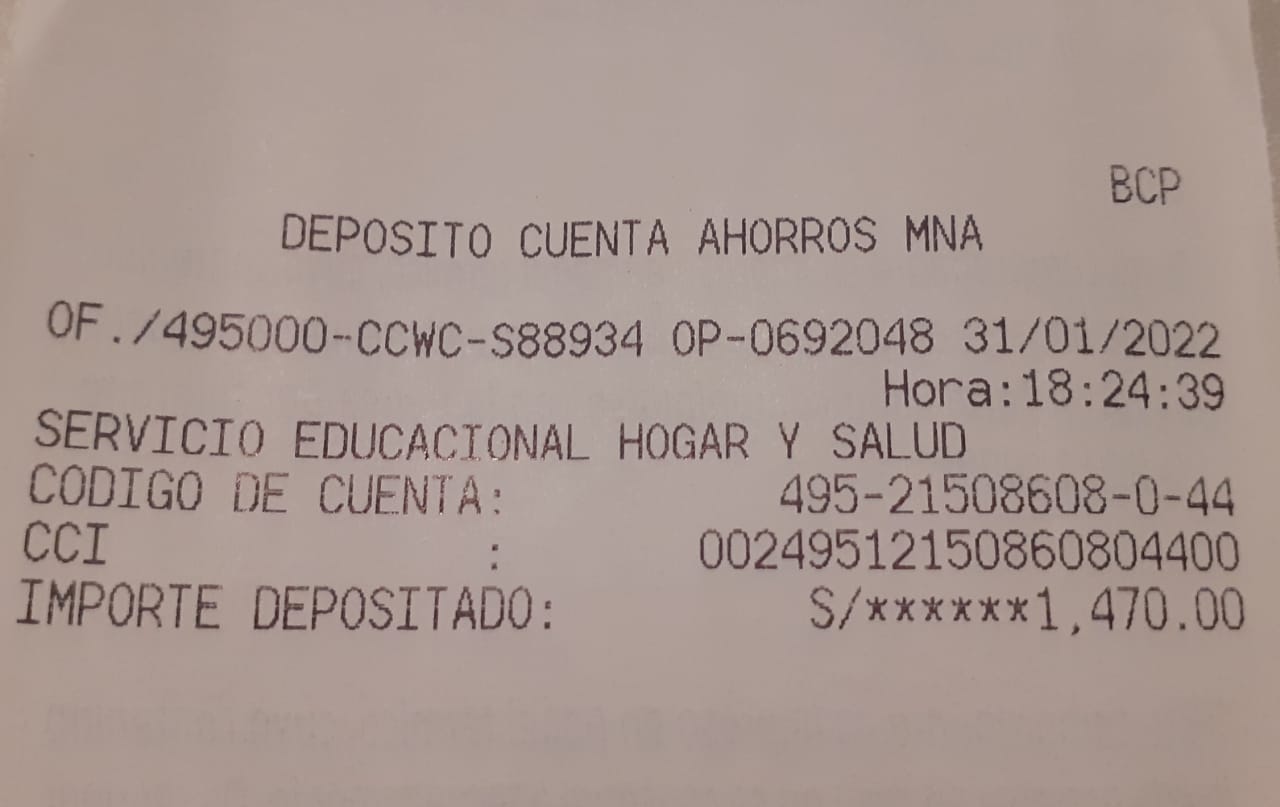 BCP
DEPOSITO CUENTA AHORROS MNA
OF./495000-CCWC-S88934 OP-0692048 31/01/2022
Hora:18:24:39
SERVICIO EDUCACIONAL HOGAR Y SALUD
CODIGO DE CUENTA: 495-21508608-0-44
CCI : 00249512150860804400
IMPORTE DEPOSITADO: S/******1,470.00